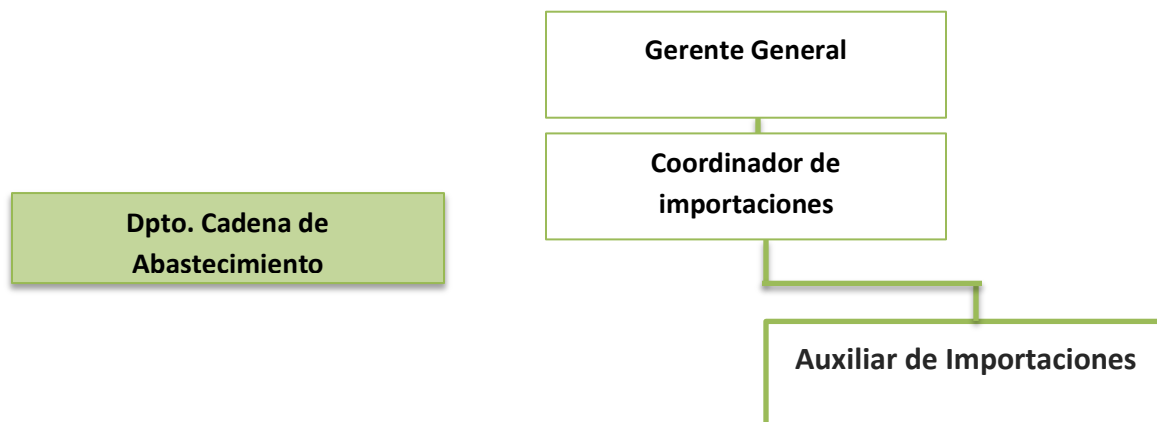 Gerente General
Coordinador de
importaciones
Dpto. Cadena de
Abastecimiento
Auxiliar de Importaciones